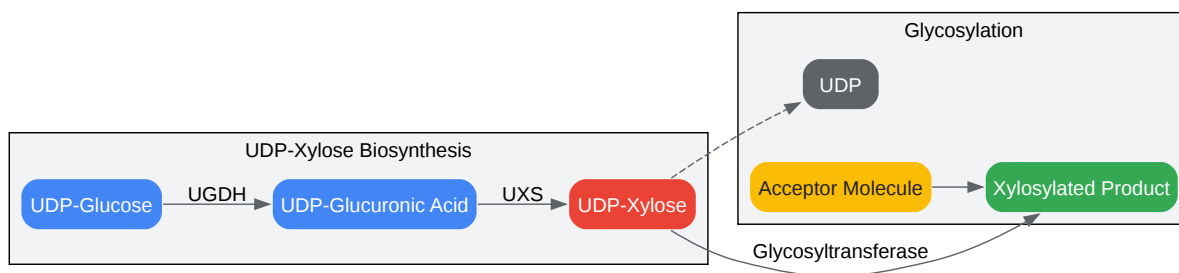 Glycosylation
UDP
UDP-Xylose Biosynthesis
UDP-Glucose
UGDH
UDP-Glucuronic Acid
UXS
UDP-Xylose
Acceptor Molecule
Xylosylated Product
Glycosyltransferase